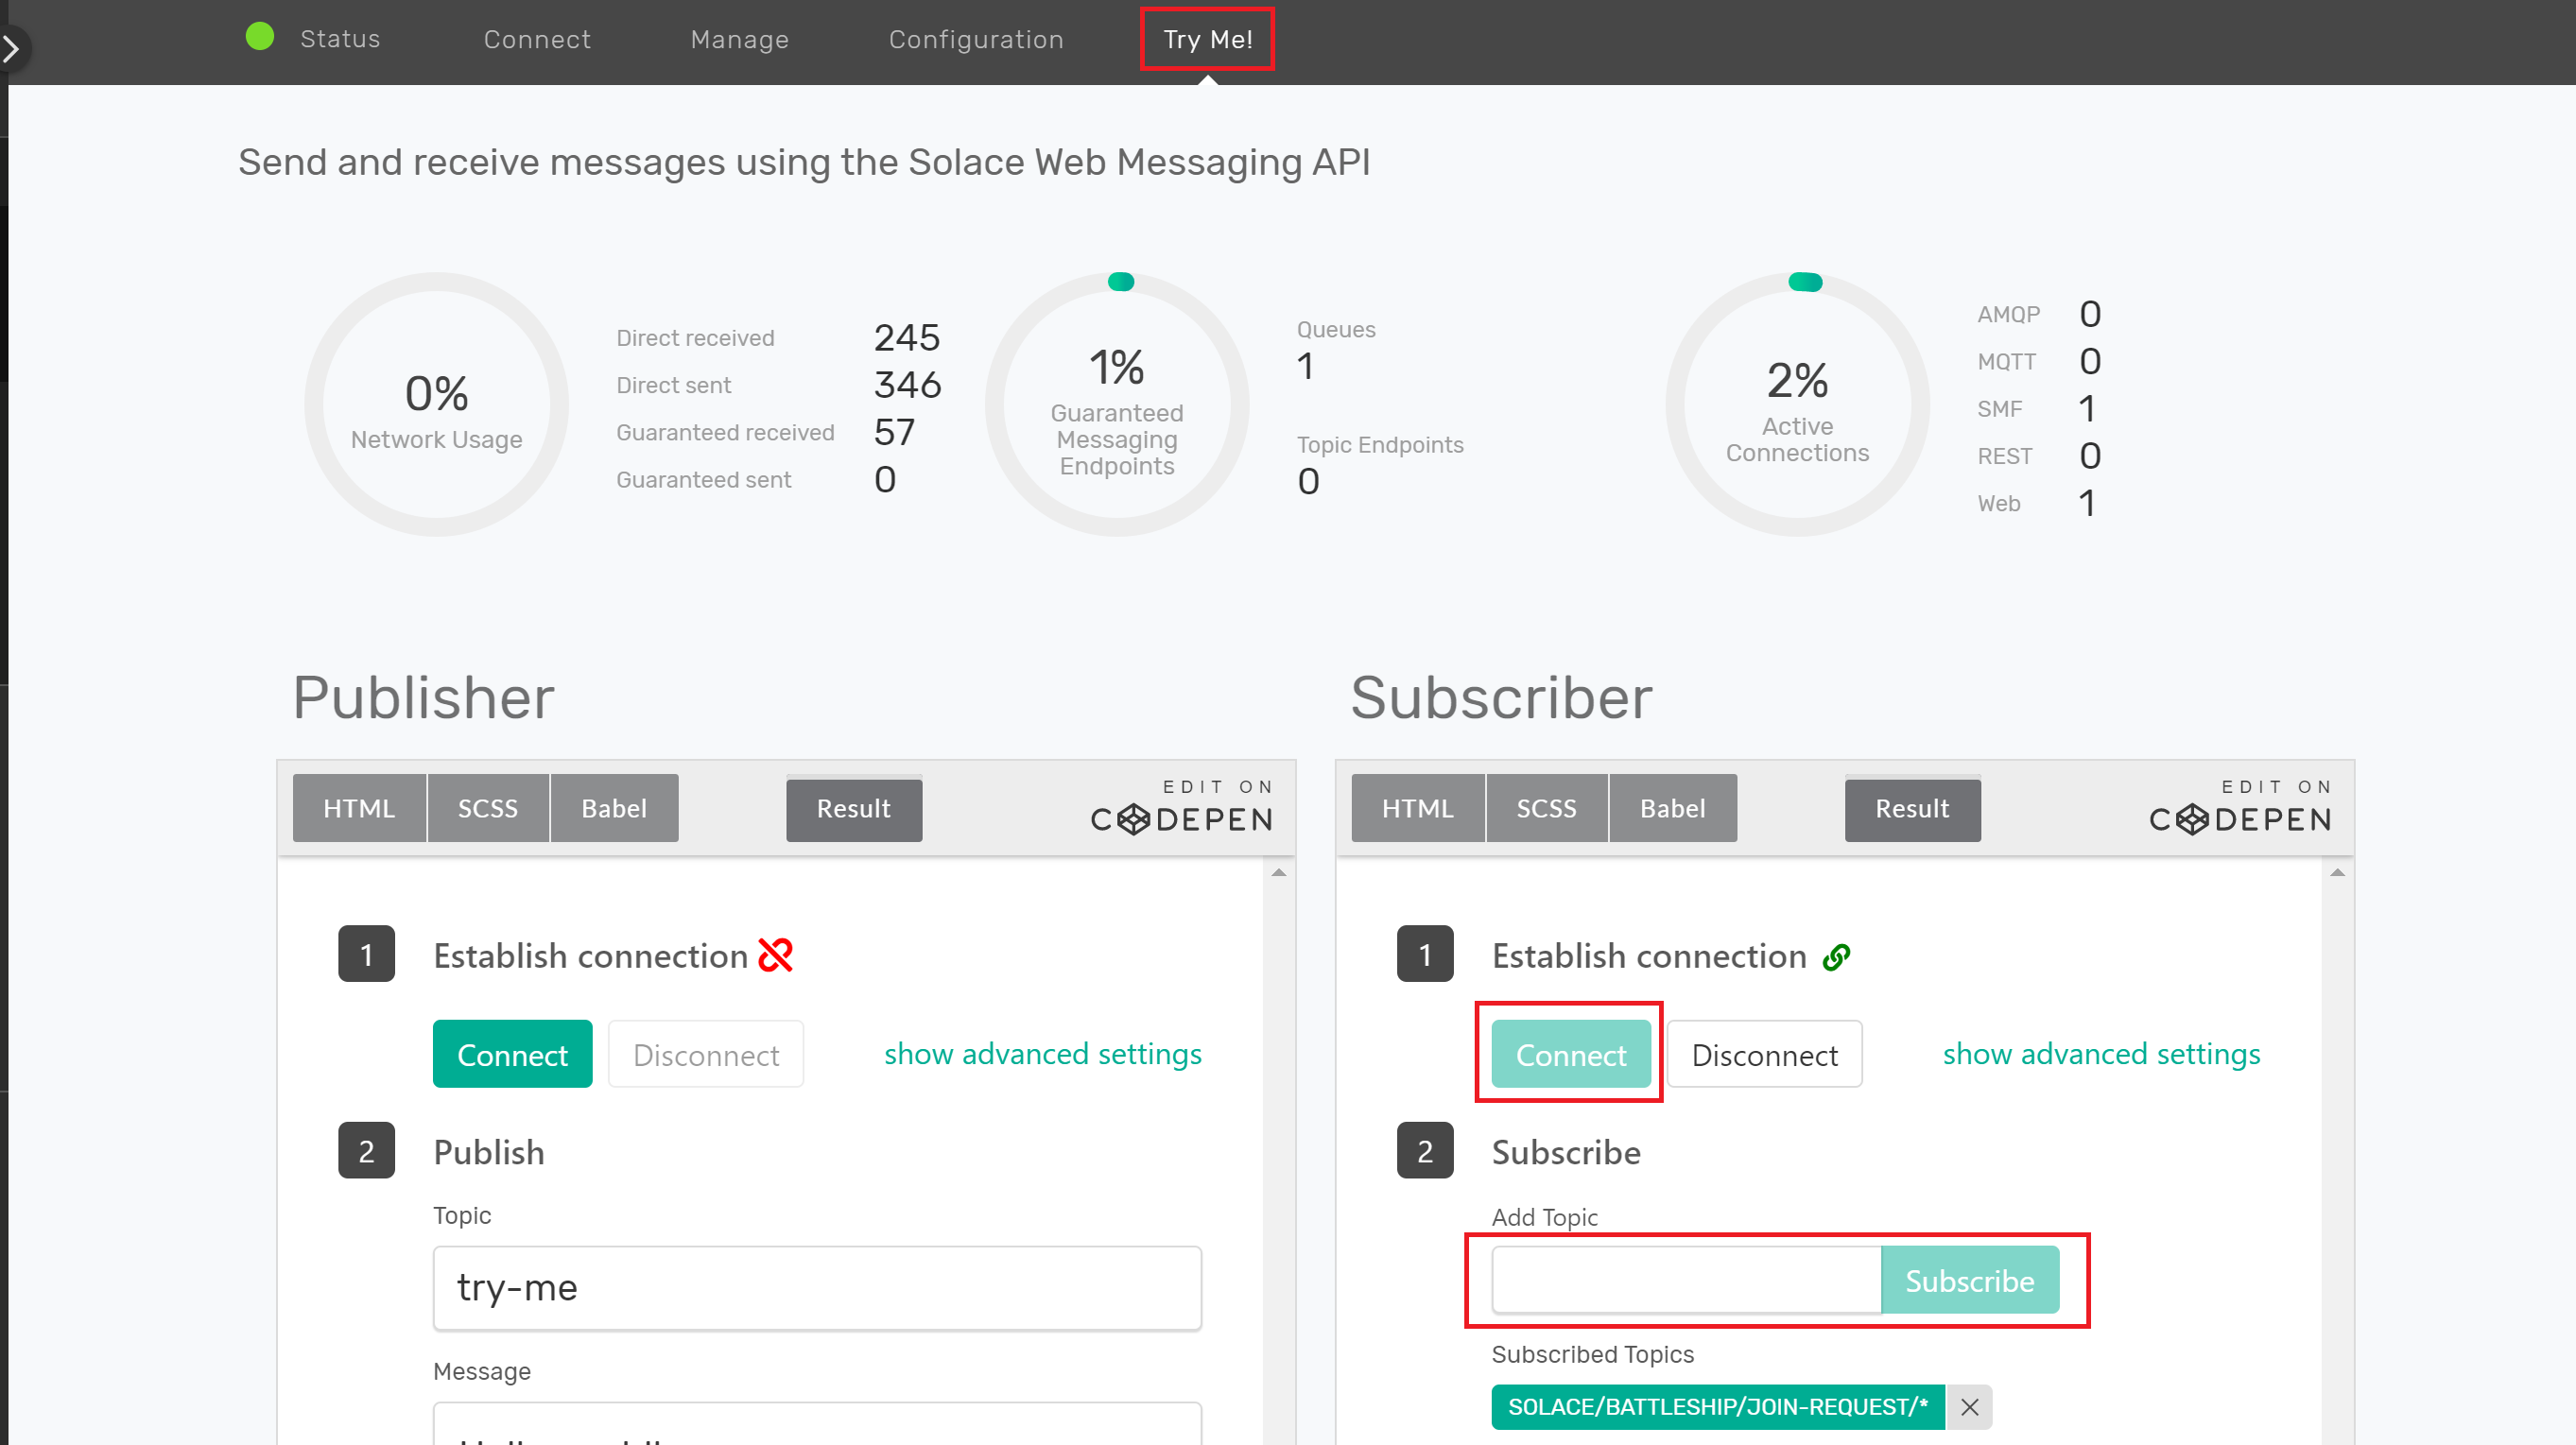 Status Connect Manage Configuration Try Me!
Send and receive messages using the Solace Web Messaging API
0%
Network Usage
Direct received 245
Direct sent 346
Guaranteed received 57
Guaranteed sent 0
1%
Guaranteed
Messaging
Endpoints
Queues
1
Topic Endpoints
0
2%
Active
Connections
AMQP 0
MQTT 0
SMF 1
REST 0
Web 1
Publisher
HTML SCSS Babel Result
EDIT ON
CODEPEN
1 Establish connection
Connect Disconnect show advanced settings
2 Publish
Topic
try-me
Message
Subscriber
HTML SCSS Babel Result
EDIT ON
CODEPEN
1 Establish connection
Connect Disconnect show advanced settings
2 Subscribe
Add Topic
Subscribe
Subscribed Topics
SOLACE/BATTLESHIP/JOIN-REQUEST/*